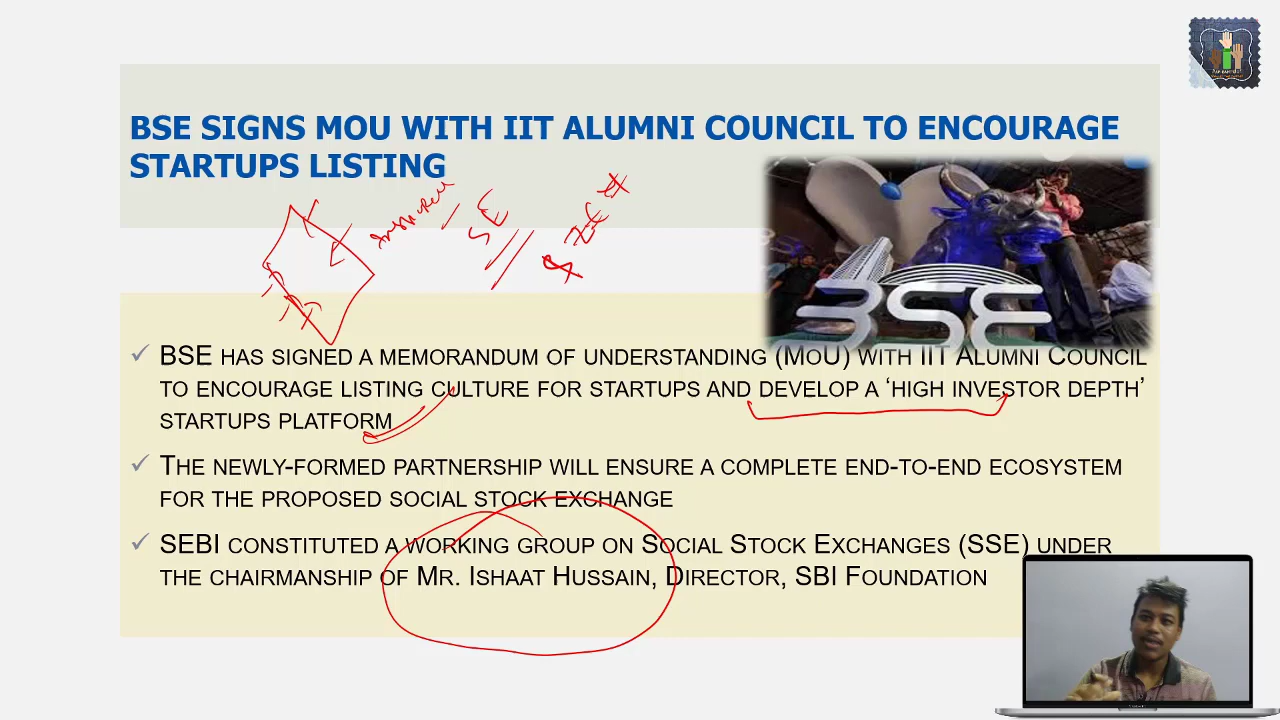 BSE SIGNS MOU WITH IIT ALUMNI COUNCIL TO ENCOURAGE
STARTUPS LISTING
SE
BSE
BSE HAS SIGNED A MEMORANDUM OF UNDERSTANDING (MOU) WITH IIT ALUMNI COUNCIL
TO ENCOURAGE LISTING CULTURE FOR STARTUPS AND DEVELOP A ‘HIGH INVESTOR DEPTH’
STARTUPS PLATFORM
THE NEWLY-FORMED PARTNERSHIP WILL ENSURE A COMPLETE END-TO-END ECOSYSTEM
FOR THE PROPOSED SOCIAL STOCK EXCHANGE
SEBI CONSTITUTED A WORKING GROUP ON SOCIAL STOCK EXCHANGES (SSE) UNDER
THE CHAIRMANSHIP OF MR. ISHAAT HUSSAIN, DIRECTOR, SBI FOUNDATION